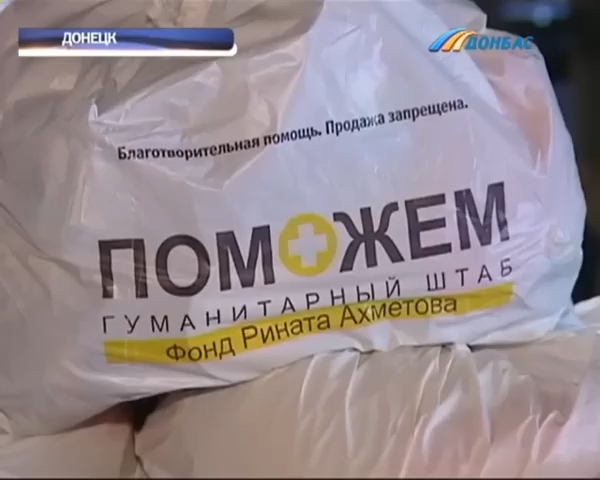 ДОНЕЦК
ДОНБАС
Благотворительная помощь. Продажа запрещена.
ПОМОЖЕМ
ГУМАНИТАРНЫЙ ШТАБ
Фонд Рината Ахметова